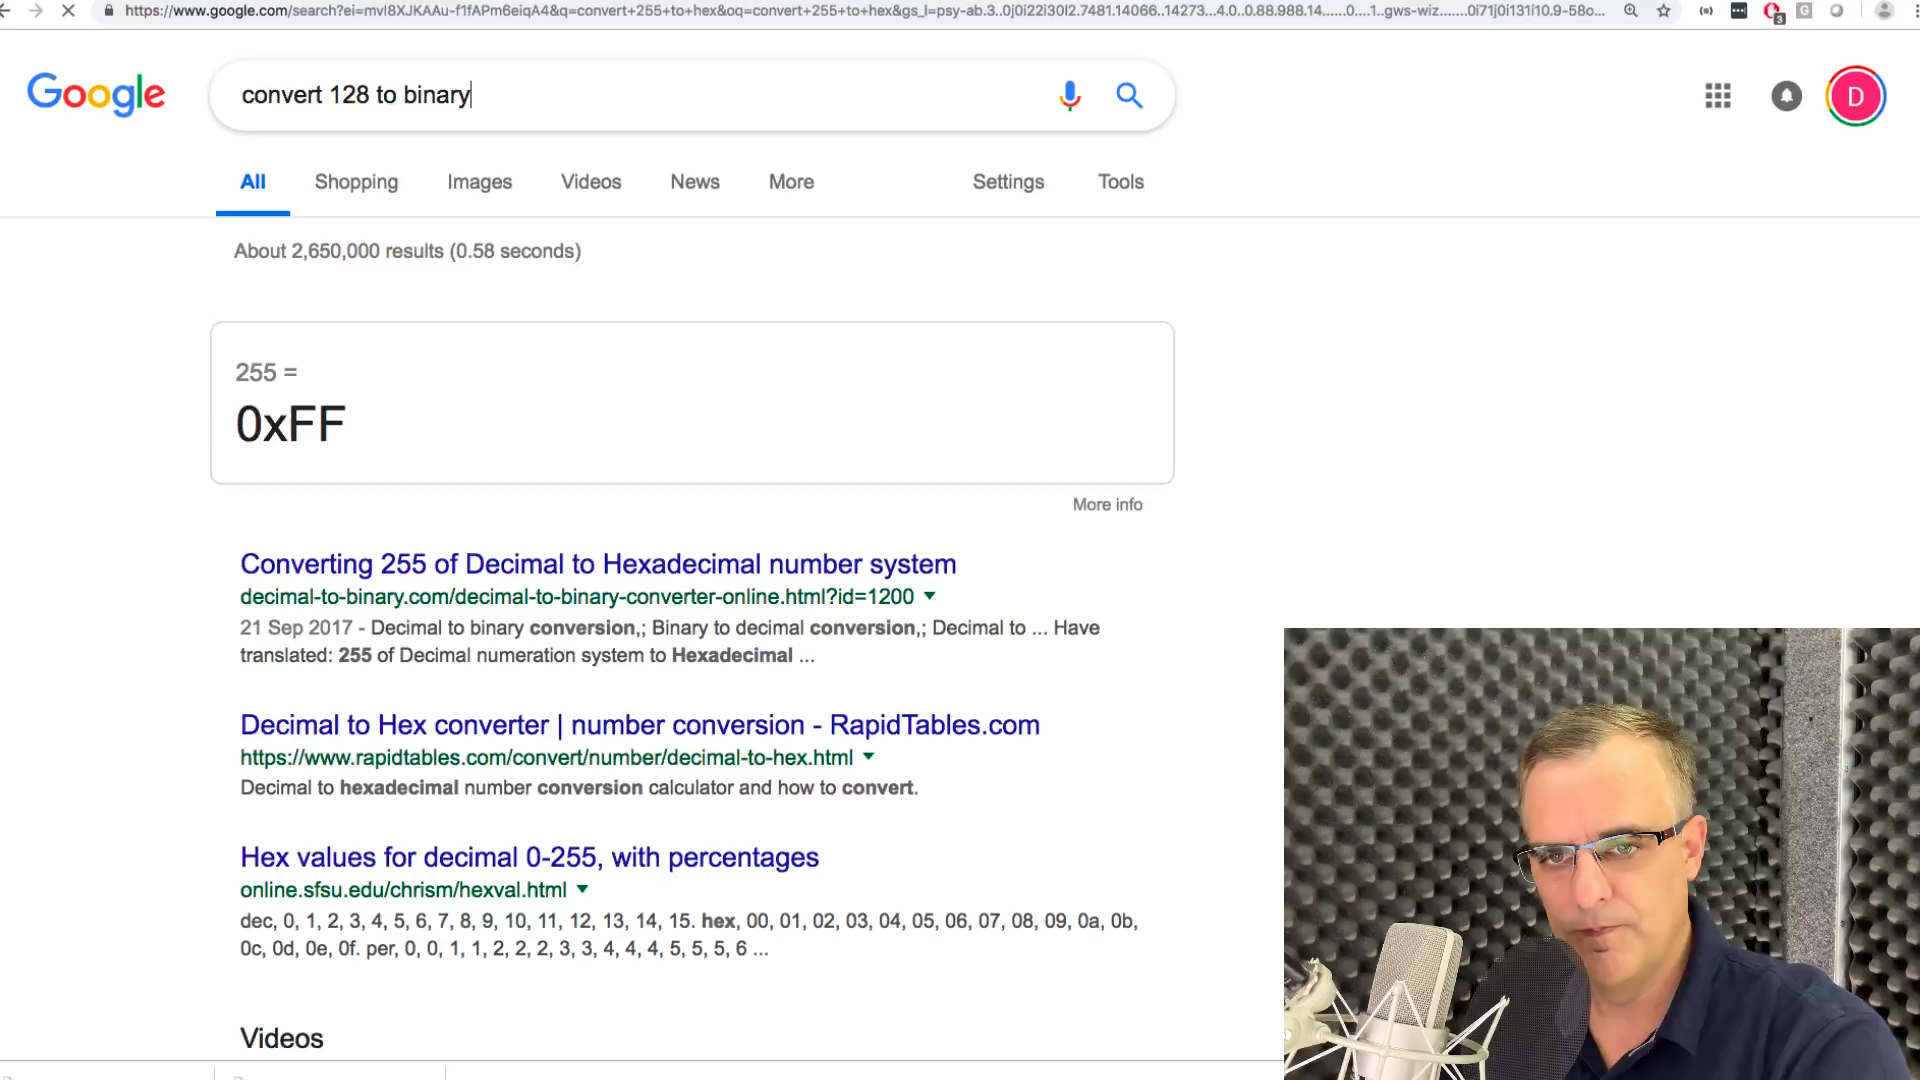 https://www.google.com/search?ei=mvI8XJKAAu-f1fAPm6eiqA4&q=convert+255+to+hex&oq=convert+255+to+hex&gs_l=psy-ab.3..0j0i22i30l2.7481.14066..14273...4.0..0.88.988.14......0....1..gws-wiz.......0i71j0i131i10.9-58o...
3
Google
convert 128 to binary
D
All Shopping Images Videos News More Settings Tools
About 2,650,000 results (0.58 seconds)
255 =
0xFF
More info
Converting 255 of Decimal to Hexadecimal number system
decimal-to-binary.com/decimal-to-binary-converter-online.html?id=1200
21 Sep 2017 - Decimal to binary conversion,; Binary to decimal conversion,; Decimal to ... Have
translated: 255 of Decimal numeration system to Hexadecimal ...
Decimal to Hex converter | number conversion - RapidTables.com
https://www.rapidtables.com/convert/number/decimal-to-hex.html
Decimal to hexadecimal number conversion calculator and how to convert.
Hex values for decimal 0-255, with percentages
online.sfsu.edu/chrism/hexval.html
dec, 0, 1, 2, 3, 4, 5, 6, 7, 8, 9, 10, 11, 12, 13, 14, 15. hex, 00, 01, 02, 03, 04, 05, 06, 07, 08, 09, 0a, 0b,
0c, 0d, 0e, 0f. per, 0, 0, 1, 1, 2, 2, 2, 3, 3, 4, 4, 4, 5, 5, 5, 6 ...
Videos